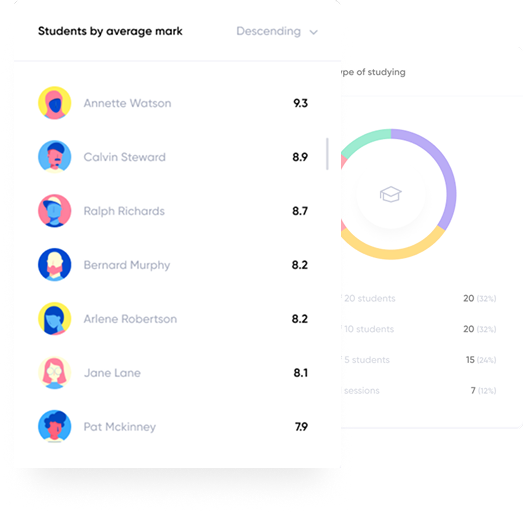 Students by average mark
Descending
Annette Watson 9.3
Calvin Steward 8.9
Ralph Richards 8.7
Bernard Murphy 8.2
Arlene Robertson 8.2
Jane Lane 8.1
Pat Mckinney 7.9
ype of studying
20 students 20 (32%)
10 students 20 (32%)
5 students 15 (24%)
sessions 7 (12%)